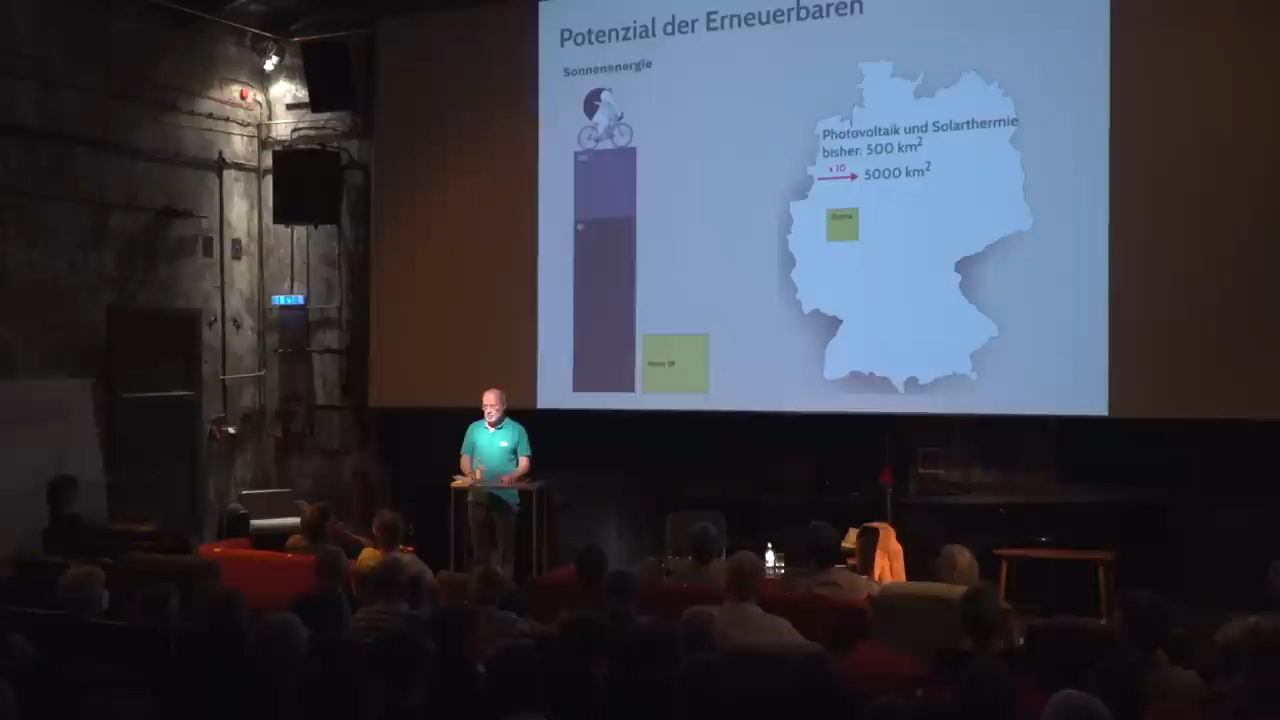 Potenzial der Erneuerbaren
Sonnenenergie
Photovoltaik und Solarthermie
bisher: 500 km²
x 10
5000 km²